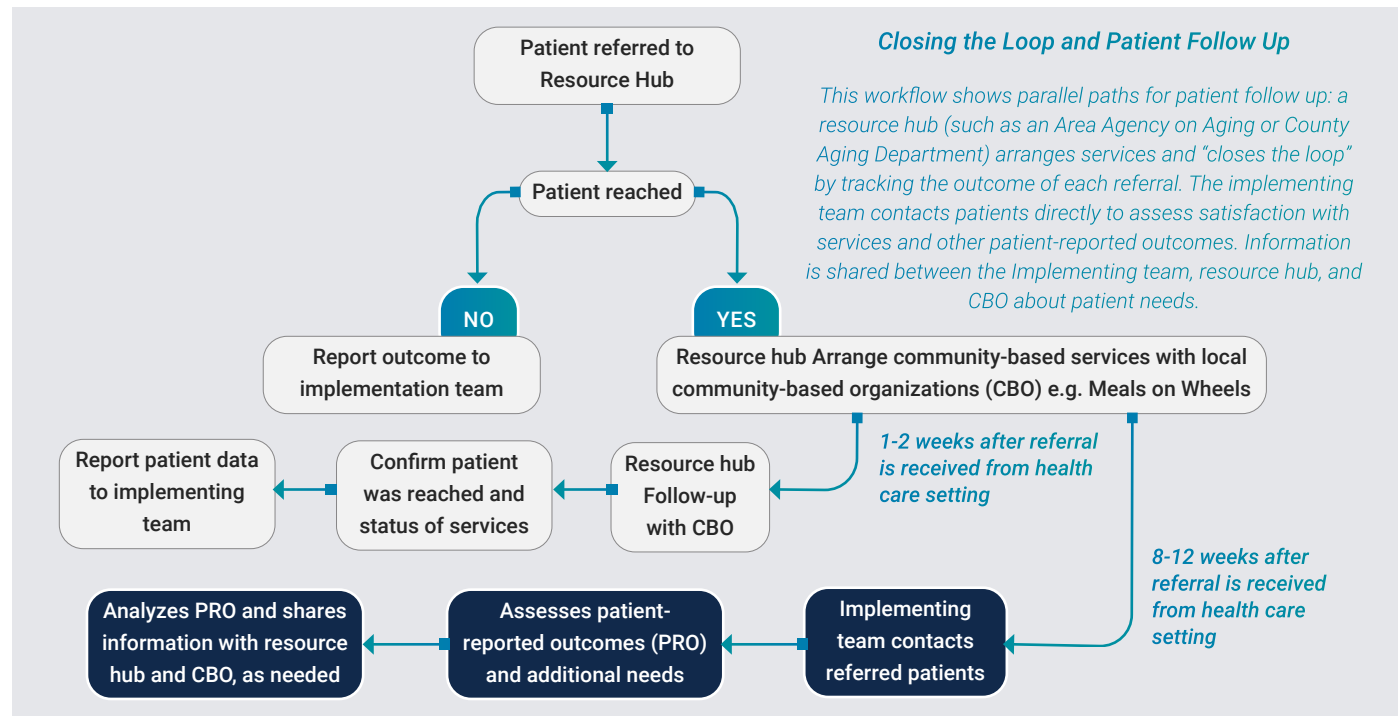 Patient referred to
Resource Hub
Closing the Loop and Patient Follow Up
This workflow shows parallel paths for patient follow up: a
resource hub (such as an Area Agency on Aging or County
Aging Department) arranges services and “closes the loop”
by tracking the outcome of each referral. The implementing
team contacts patients directly to assess satisfaction with
services and other patient-reported outcomes. Information
is shared between the Implementing team, resource hub, and
CBO about patient needs.
Patient reached
NO
Report outcome to
implementation team
YES
Resource hub Arrange community-based services with local
community-based organizations (CBO) e.g. Meals on Wheels
1-2 weeks after referral
is received from health
care setting
Resource hub
Follow-up
with CBO
Confirm patient
was reached and
status of services
Report patient data
to implementing
team
8-12 weeks after
referral is received
from health care
setting
Implementing
team contacts
referred patients
Assesses patient-
reported outcomes (PRO)
and additional needs
Analyzes PRO and shares
information with resource
hub and CBO, as needed